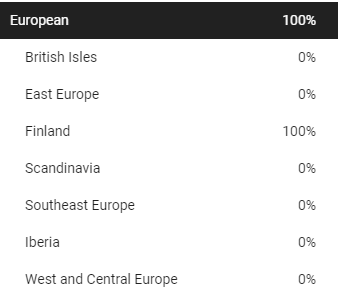 European 100%
British Isles 0%
East Europe 0%
Finland 100%
Scandinavia 0%
Southeast Europe 0%
Iberia 0%
West and Central Europe 0%